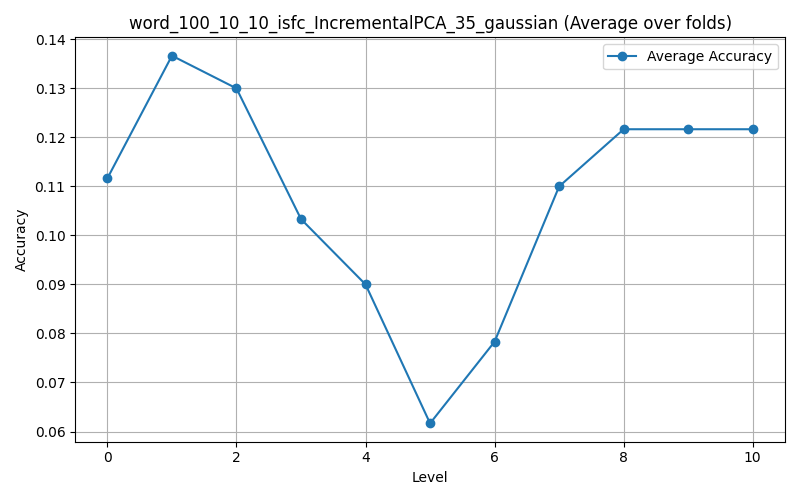 word_100_10_10_isfc_IncrementalPCA_35_gaussian (Average over folds)
Average Accuracy
Accuracy
0.14
0.13
0.12
0.11
0.10
0.09
0.08
0.07
0.06
0 2 4 6 8 10
Level